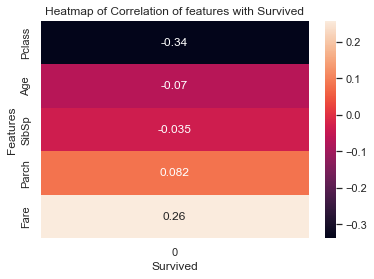 Heatmap of Correlation of features with Survived
Features
Pclass
-0.34
Age
-0.07
SibSp
-0.035
Parch
0.082
Fare
0.26
0
Survived
0.2
0.1
0.0
−0.1
−0.2
−0.3